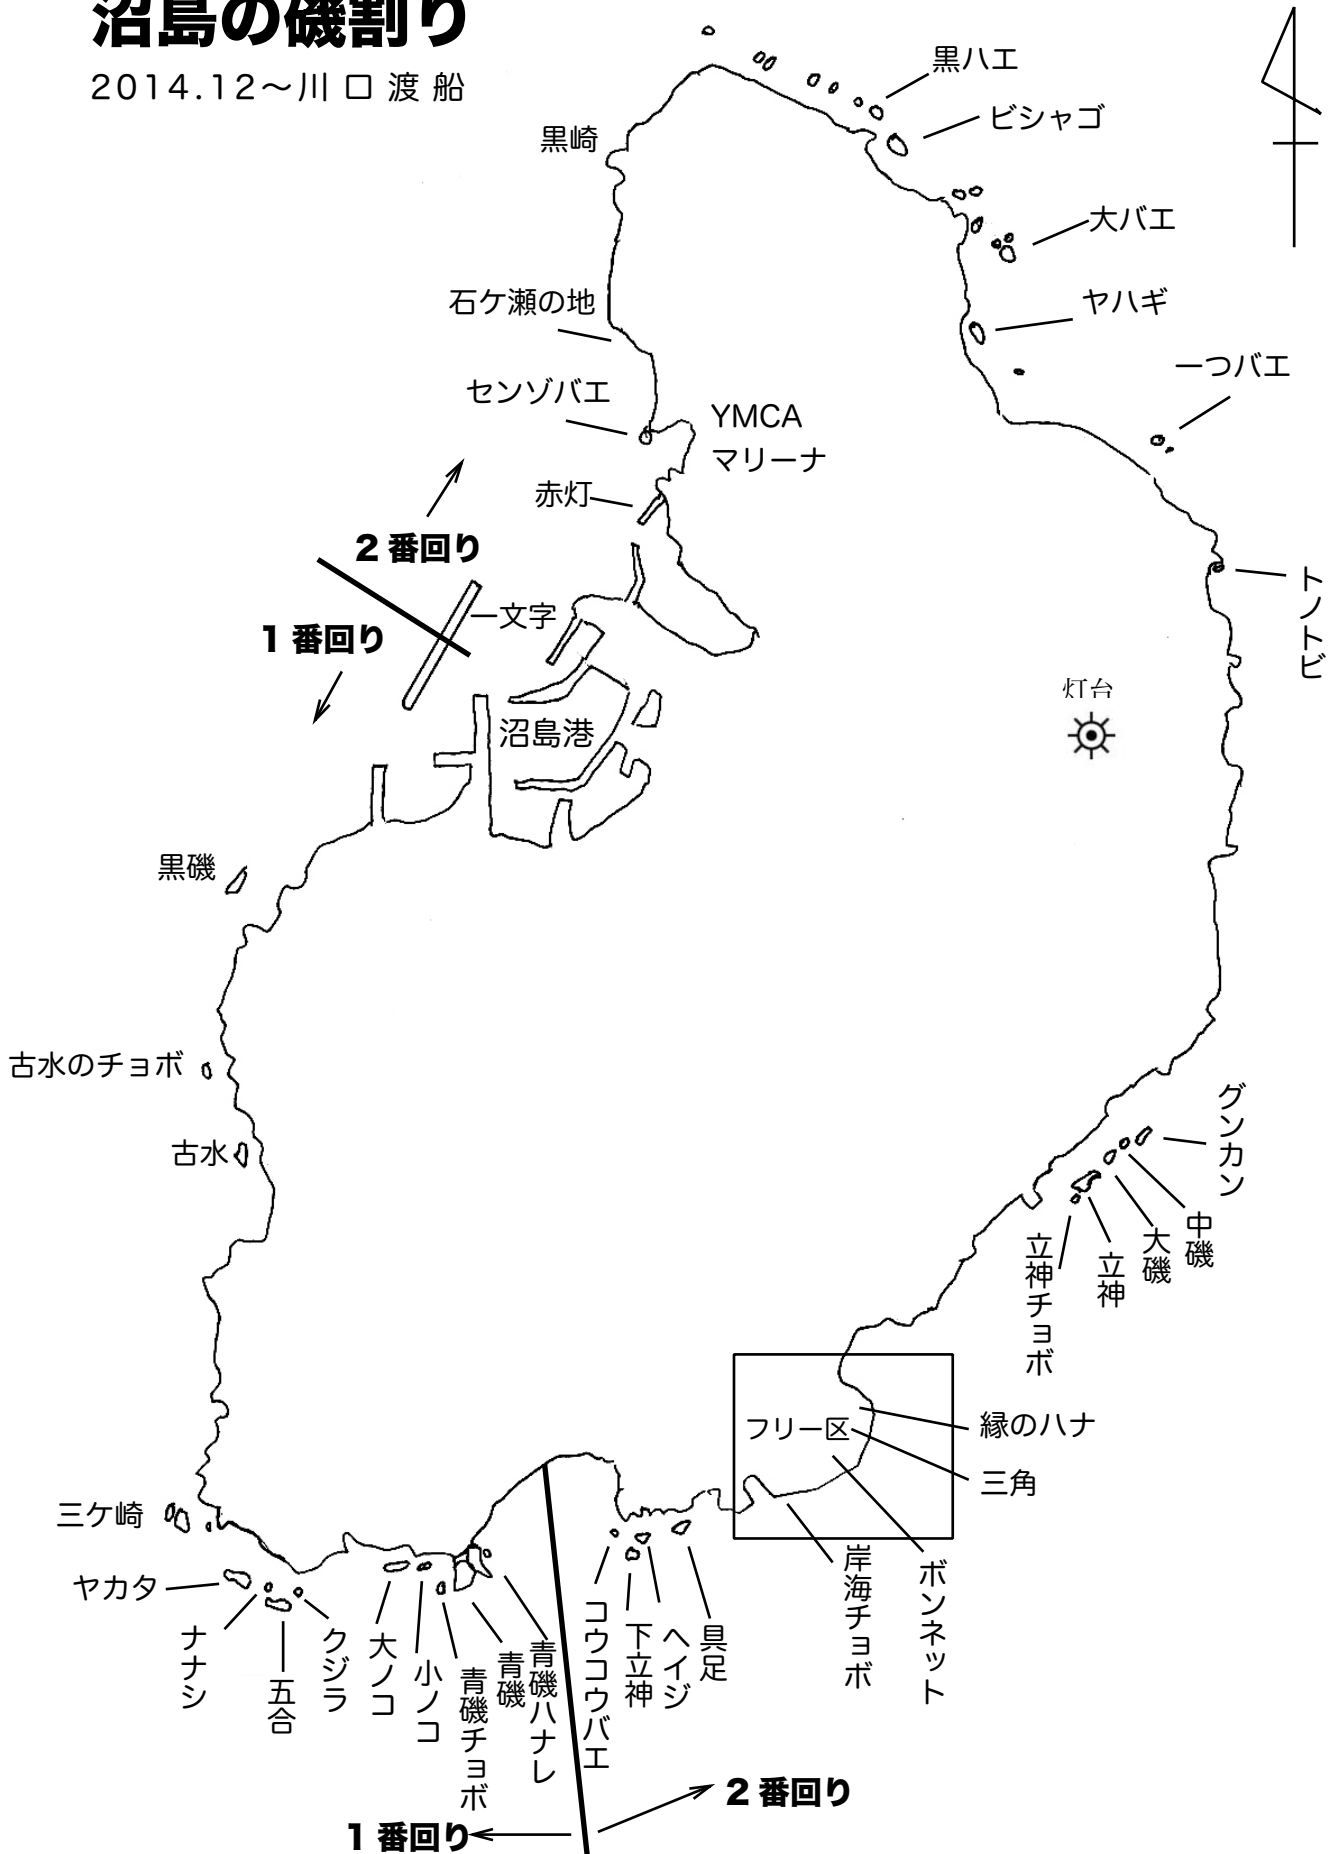 沼島の磯割り
2014.12～川口渡船
黒ハエ
ビシャゴ
黒崎
大バエ
石ケ瀬の地
ヤハギ
一つバエ
センゾバエ
YMCA
マリーナ
赤灯
2番回り
トノトビ
一文字
1番回り
灯台
沼島港
黒磯
古水のチョボ
グンカン
古水
中磯
大磯
立神
立神チョボ
フリー区
縁のハナ
三角
三ケ崎
岸海チョボ
ボンネット
ヤカタ
ナナシ
五合
クジラ
大ノコ
小ノコ
青磯チョボ
青磯
青磯ハナレ
コウコウバエ
下立神
ヘイジ
具足
2番回り
1番回り